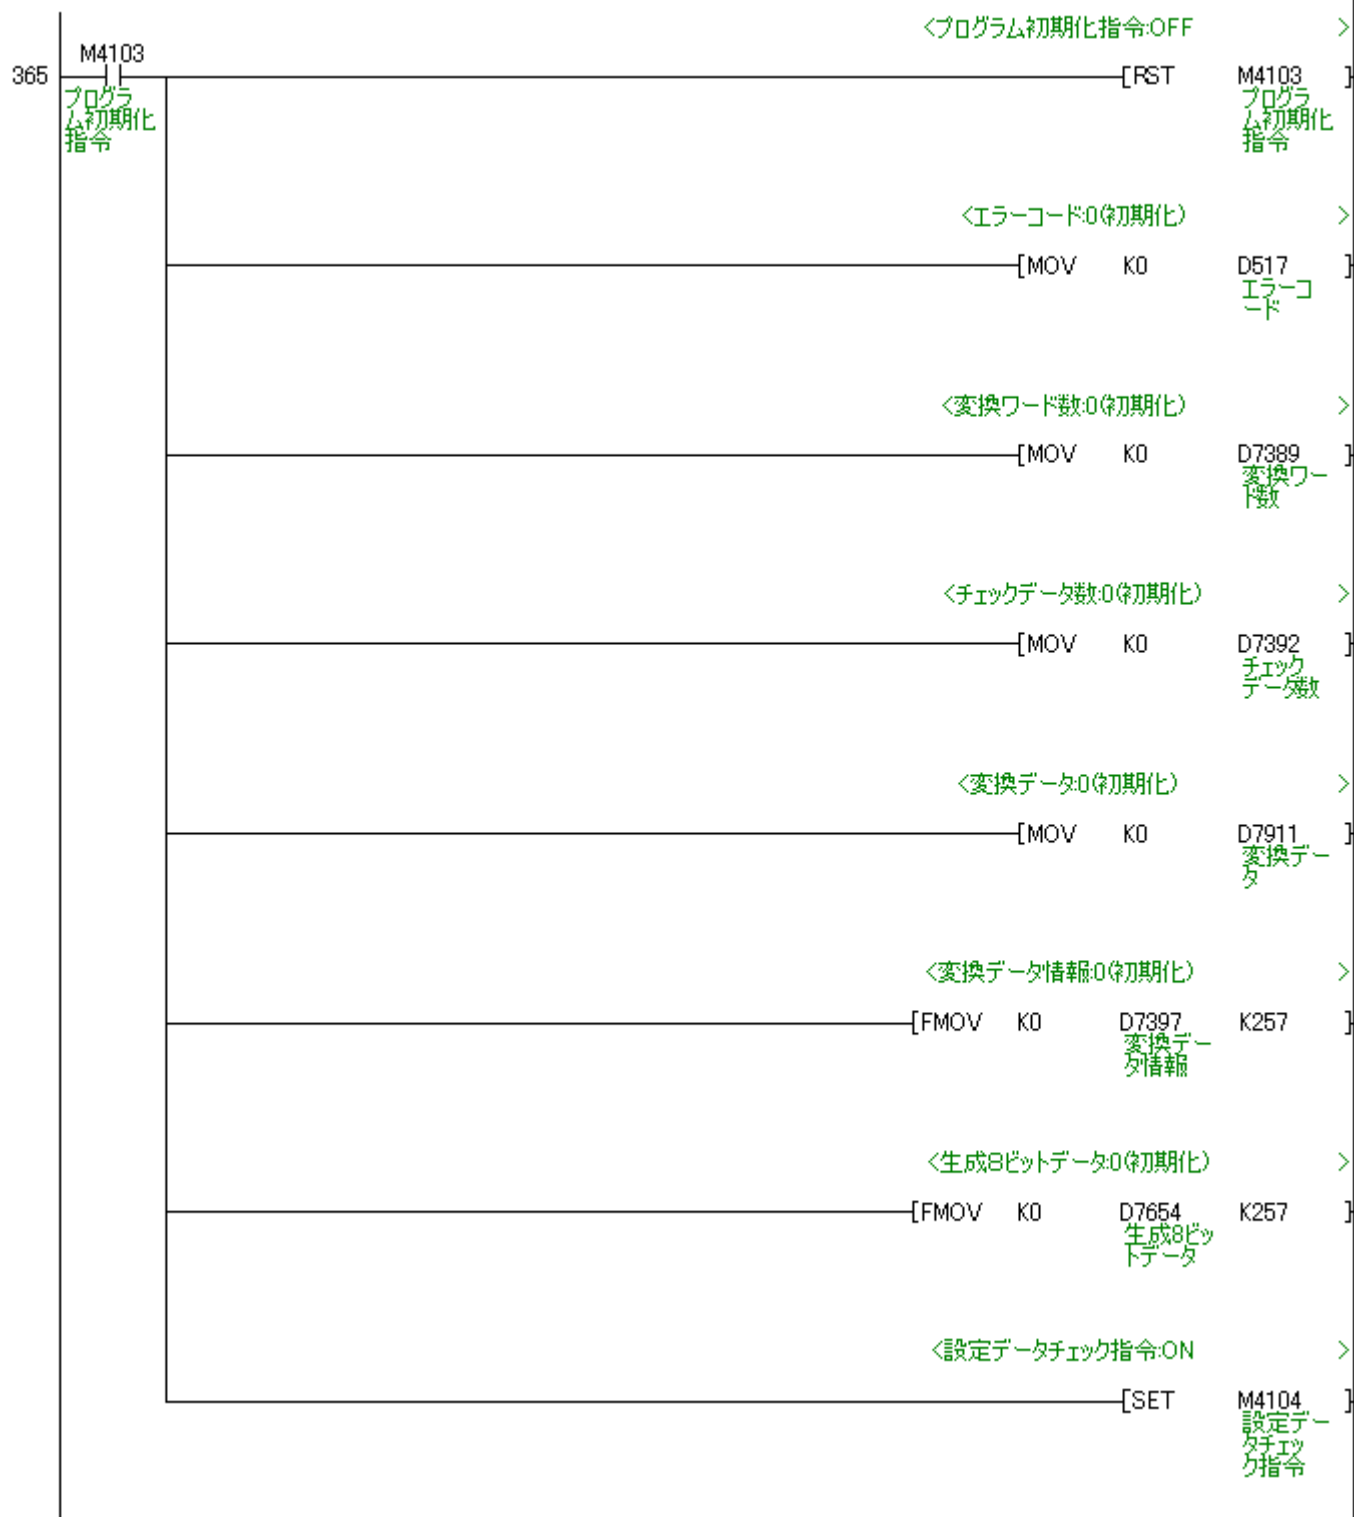 <プログラム初期化指令:OFF >
M4103
365 [RST M4103 ]
プログラ
ム初期化
指令
プログラ
ム初期化
指令
<エラーコード:0(初期化) >
[MOV K0 D517 ]
エラーコ
ード
<変換ワード数:0(初期化) >
[MOV K0 D7389 ]
変換ワー
ド数
<チェックデータ数:0(初期化) >
[MOV K0 D7392 ]
チェック
データ数
<変換データ:0(初期化) >
[MOV K0 D7911 ]
変換デー
タ
<変換データ情報:0(初期化) >
[FMOV K0 D7397 K257 ]
変換デー
タ情報
<生成8ビットデータ:0(初期化) >
[FMOV K0 D7654 K257 ]
生成8ビッ
トデータ
<設定データチェック指令:ON >
[SET M4104 ]
設定デー
タチェッ
ク指令